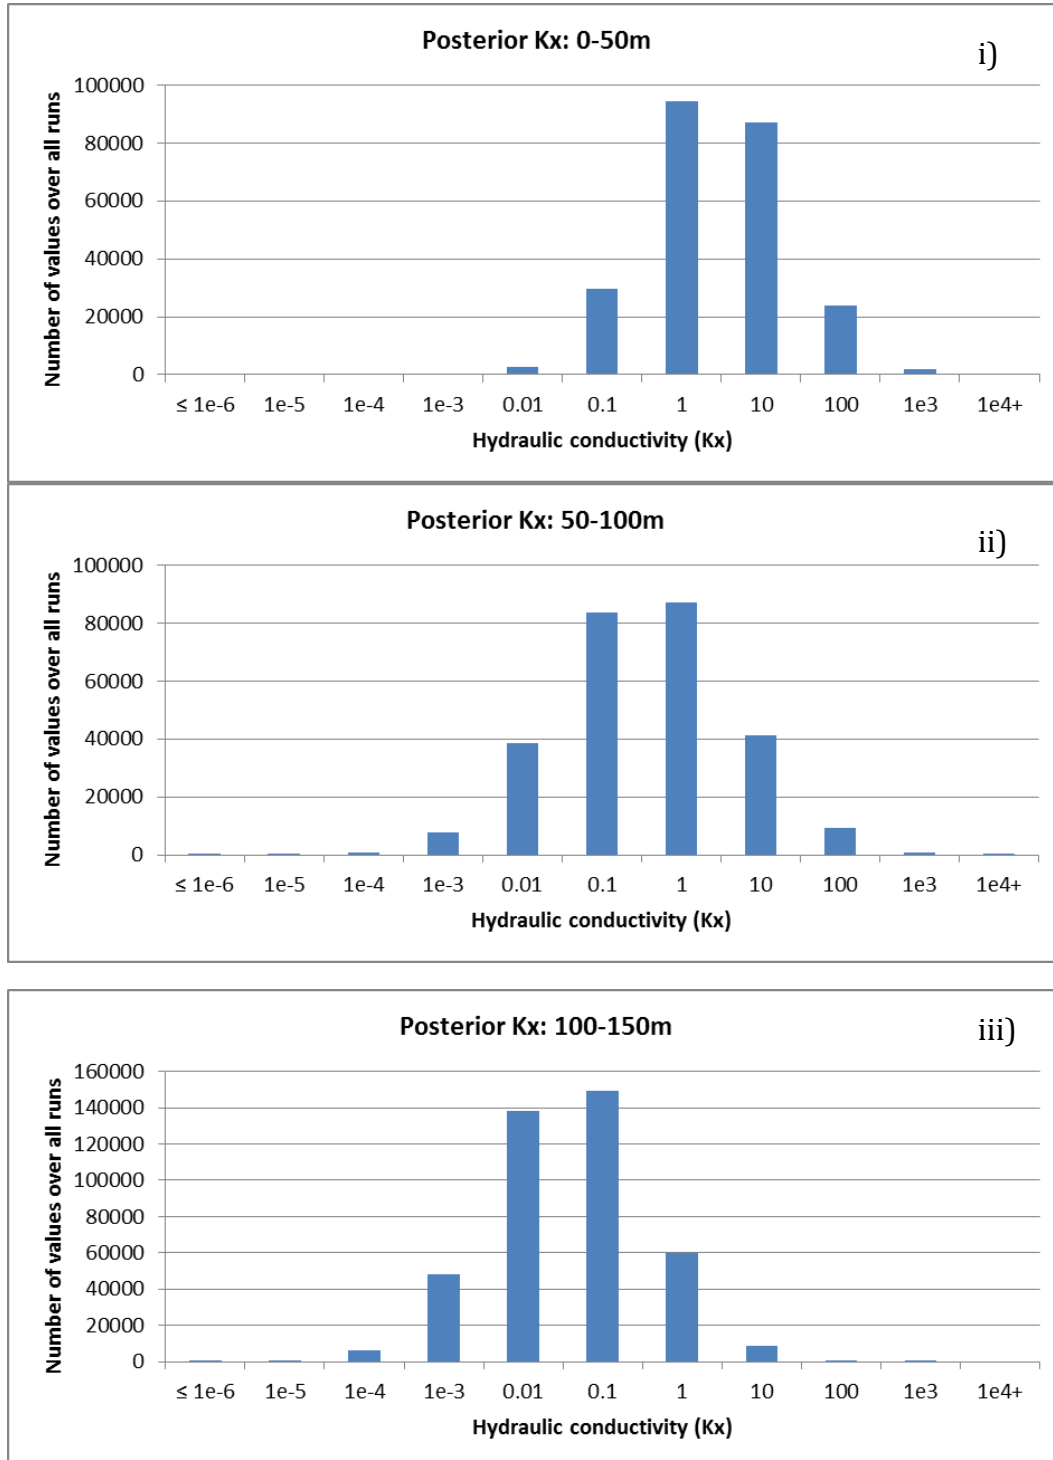 Posterior Kx: 0-50m
i)
Number of values over all runs
100000
80000
60000
40000
20000
0
≤ 1e-6 1e-5 1e-4 1e-3 0.01 0.1 1 10 100 1e3 1e4+
Hydraulic conductivity (Kx)
Posterior Kx: 50-100m
ii)
Number of values over all runs
100000
80000
60000
40000
20000
0
≤ 1e-6 1e-5 1e-4 1e-3 0.01 0.1 1 10 100 1e3 1e4+
Hydraulic conductivity (Kx)
Posterior Kx: 100-150m
iii)
Number of values over all runs
160000
140000
120000
100000
80000
60000
40000
20000
0
≤ 1e-6 1e-5 1e-4 1e-3 0.01 0.1 1 10 100 1e3 1e4+
Hydraulic conductivity (Kx)